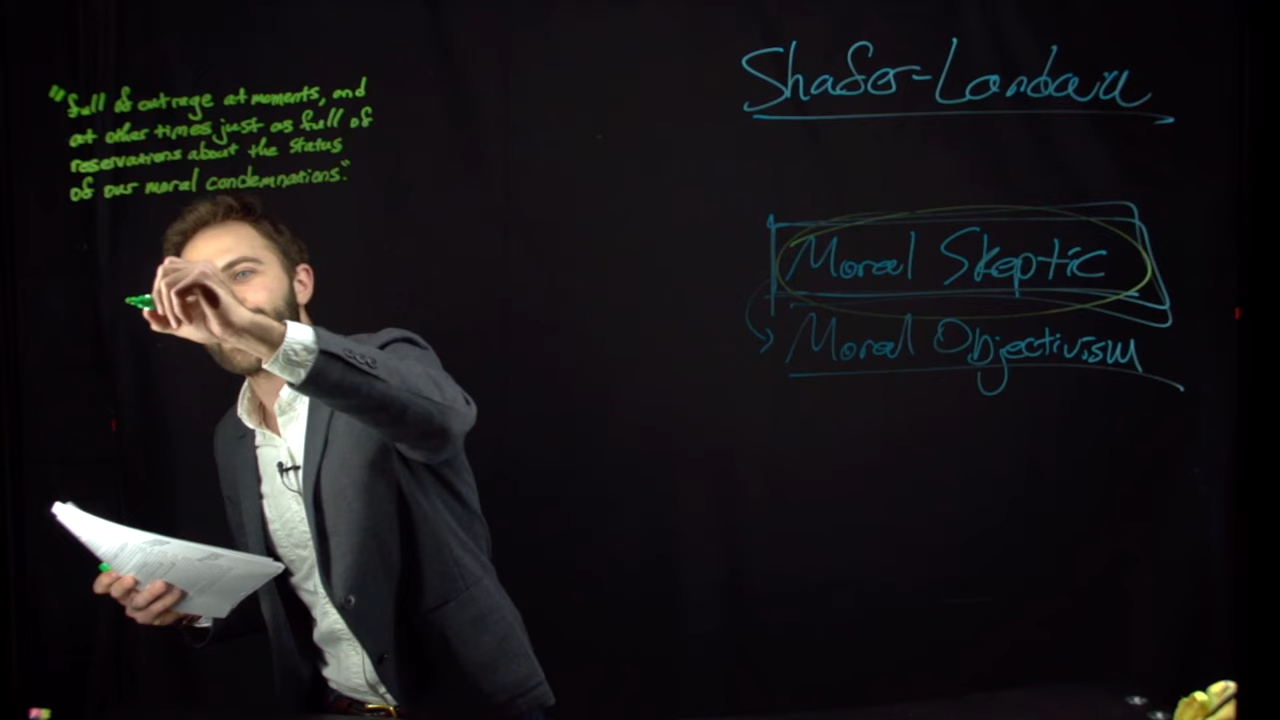 "full of outrage at moments, and
at other times just as full of
reservations about the status
of our moral condemnations."
Shafer-Landau
Moral Skeptic
Moral Objectivism